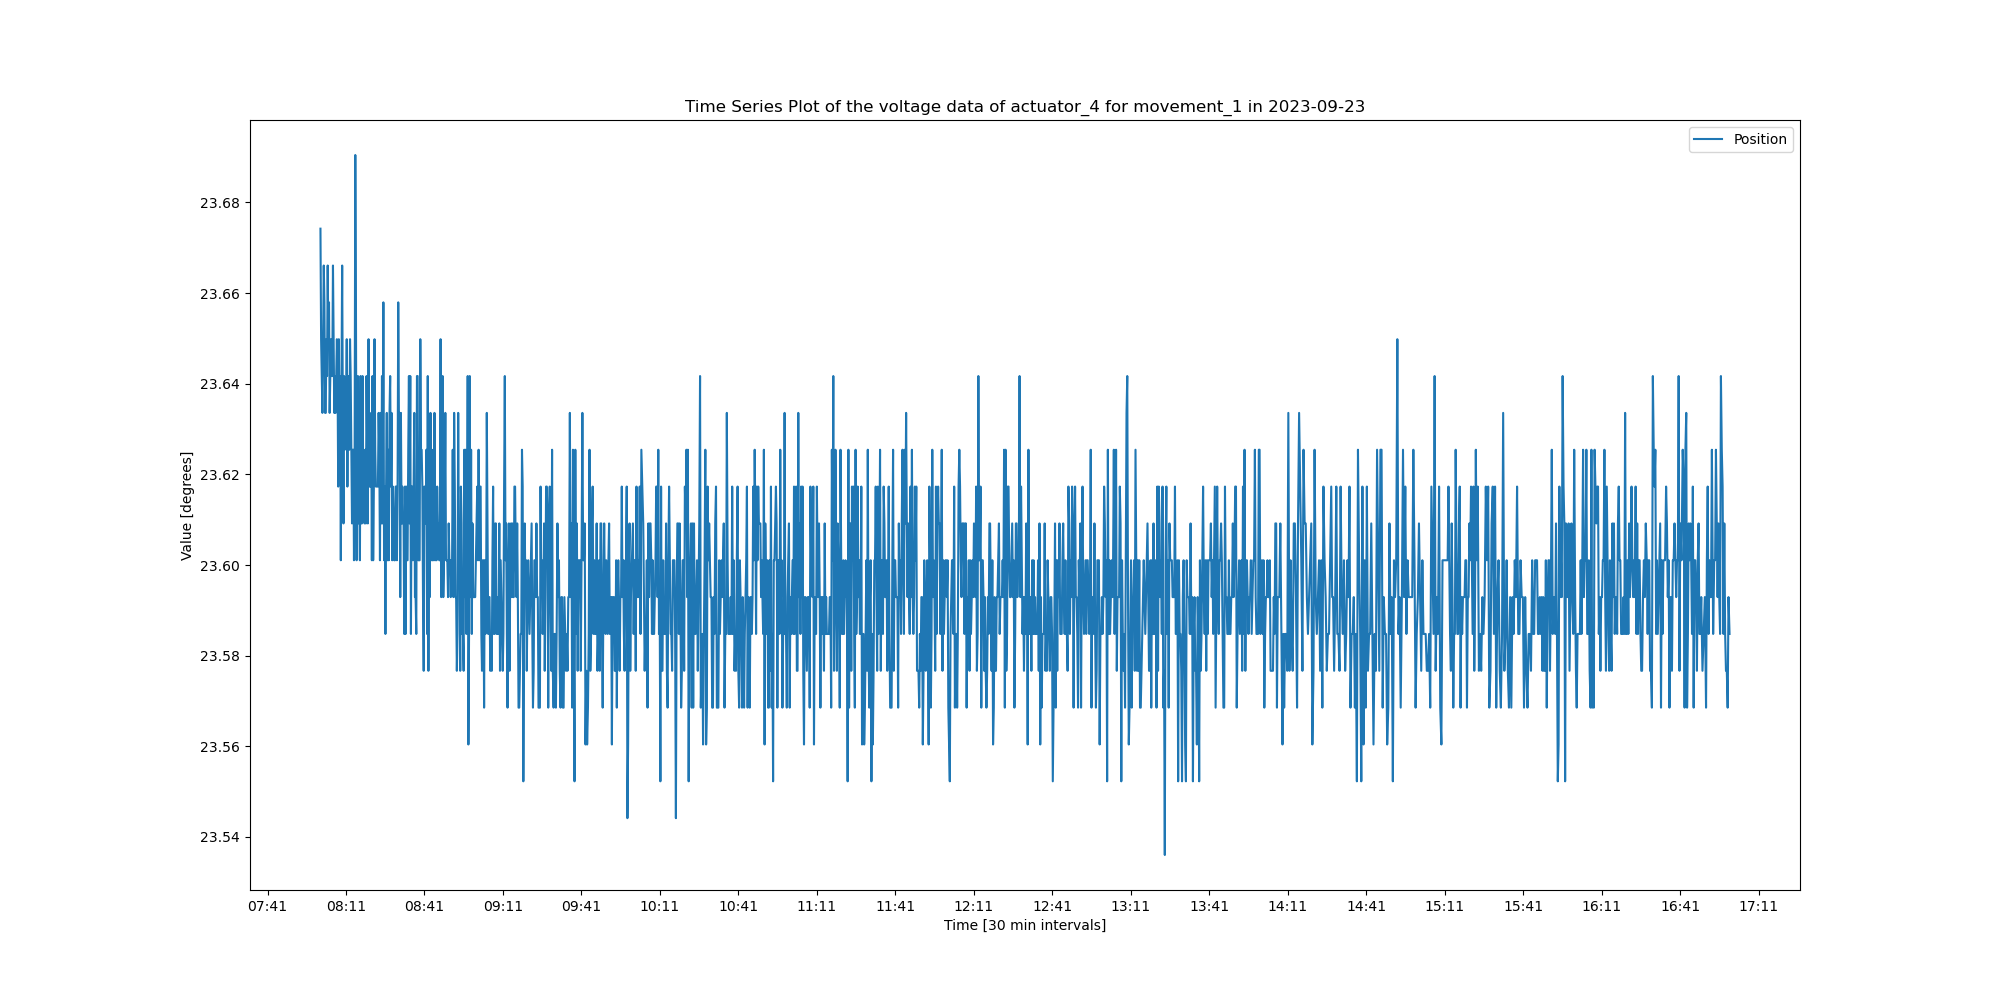 Time Series Plot of the voltage data of actuator_4 for movement_1 in 2023-09-23
Position
23.68
23.66
23.64
23.62
23.60
23.58
23.56
23.54
Value [degrees]
07:41 08:11 08:41 09:11 09:41 10:11 10:41 11:11 11:41 12:11 12:41 13:11 13:41 14:11 14:41 15:11 15:41 16:11 16:41 17:11
Time [30 min intervals]